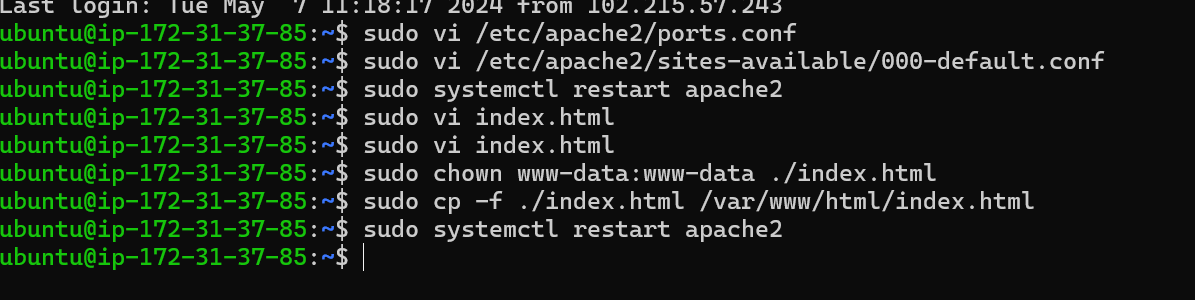 Last login: Tue May  7 11:18:17 2024 from 102.215.57.243
ubuntu@ip-172-31-37-85:~$ sudo vi /etc/apache2/ports.conf
ubuntu@ip-172-31-37-85:~$ sudo vi /etc/apache2/sites-available/000-default.conf
ubuntu@ip-172-31-37-85:~$ sudo systemctl restart apache2
ubuntu@ip-172-31-37-85:~$ sudo vi index.html
ubuntu@ip-172-31-37-85:~$ sudo vi index.html
ubuntu@ip-172-31-37-85:~$ sudo chown www-data:www-data ./index.html
ubuntu@ip-172-31-37-85:~$ sudo cp -f ./index.html /var/www/html/index.html
ubuntu@ip-172-31-37-85:~$ sudo systemctl restart apache2
ubuntu@ip-172-31-37-85:~$